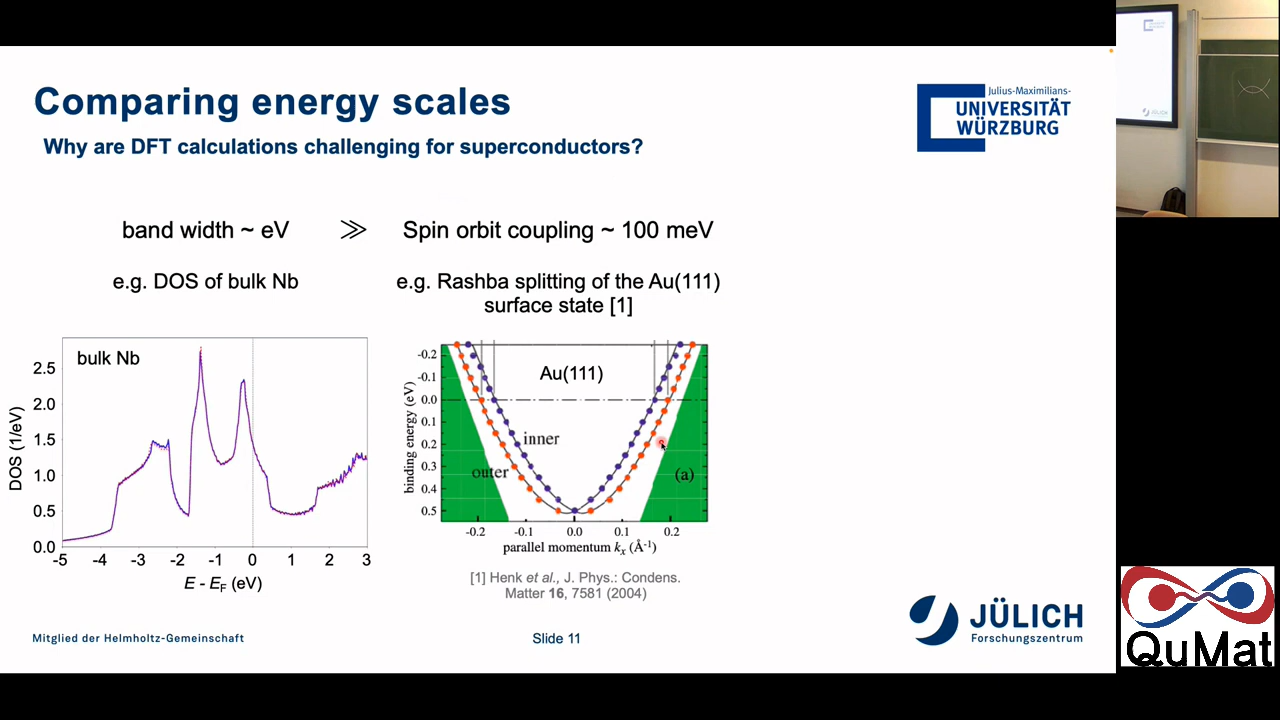 Comparing energy scales
Why are DFT calculations challenging for superconductors?
Julius-Maximilians-
UNIVERSITÄT
WÜRZBURG
band width ~ eV
≫
Spin orbit coupling ~ 100 meV
e.g. DOS of bulk Nb
e.g. Rashba splitting of the Au(111)
surface state [1]
bulk Nb
DOS (1/eV)
2.5
2.0
1.5
1.0
0.5
0.0
-5 -4 -3 -2 -1 0 1 2 3
E - EF (eV)
Au(111)
binding energy (eV)
-0.2
-0.1
0.0
0.1
0.2
0.3
0.4
0.5
inner
outer
(a)
-0.2 -0.1 0.0 0.1 0.2
parallel momentum kx (Å-1)
[1] Henk et al., J. Phys.: Condens.
Matter 16, 7581 (2004)
Mitglied der Helmholtz-Gemeinschaft
Slide 11
JÜLICH
Forschungszentrum
QuMat